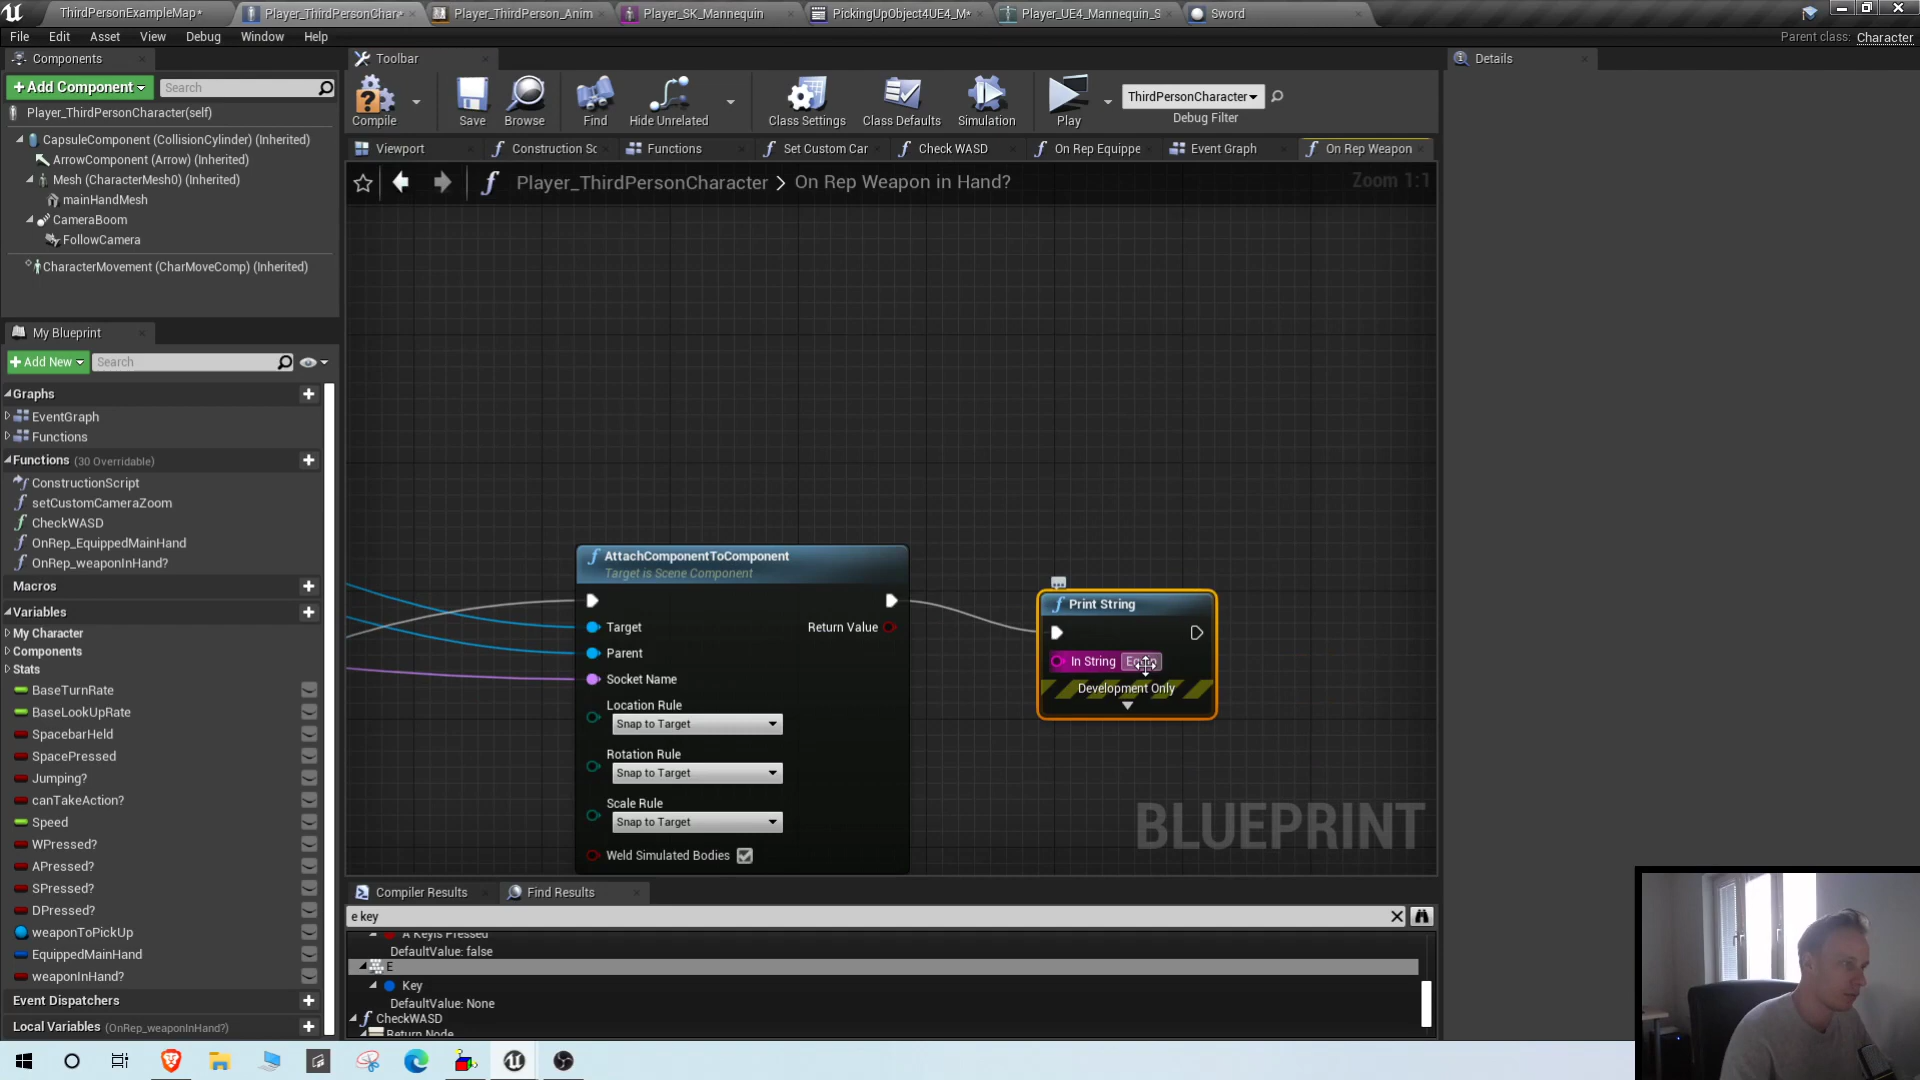 ThirdPersonExampleMap*
Player_ThirdPersonChar*
Player_ThirdPerson_Anim
Player_SK_Mannequin
PickingUpObject4UE4_M*
Player_UE4_Mannequin_S
Sword
File Edit Asset View Debug Window Help
Parent class: Character
Components
Toolbar
Details
+Add Component
Search
Player_ThirdPersonCharacter(self)
CapsuleComponent (CollisionCylinder) (Inherited)
ArrowComponent (Arrow) (Inherited)
Mesh (CharacterMesh0) (Inherited)
mainHandMesh
CameraBoom
FollowCamera
CharacterMovement (CharMoveComp) (Inherited)
Compile
Save
Browse
Find
Hide Unrelated
Class Settings
Class Defaults
Simulation
Play
ThirdPersonCharacter
Debug Filter
Viewport
Construction Sc
Functions
Set Custom Car
Check WASD
On Rep Equippe
Event Graph
On Rep Weapon
Player_ThirdPersonCharacter > On Rep Weapon in Hand?
Zoom 1:1
My Blueprint
+Add New
Search
Graphs
EventGraph
Functions
Functions (30 Overridable)
ConstructionScript
setCustomCameraZoom
CheckWASD
OnRep_EquippedMainHand
OnRep_weaponInHand?
Macros
Variables
My Character
Components
Stats
BaseTurnRate
BaseLookUpRate
SpacebarHeld
SpacePressed
Jumping?
canTakeAction?
Speed
WPressed?
APressed?
SPressed?
DPressed?
weaponToPickUp
EquippedMainHand
weaponInHand?
Event Dispatchers
Local Variables (OnRep_weaponInHand?)
AttachComponentToComponent
Target is Scene Component
Target
Return Value
Parent
Socket Name
Location Rule
Snap to Target
Rotation Rule
Snap to Target
Scale Rule
Snap to Target
Weld Simulated Bodies
Print String
In String
Development Only
BLUEPRINT
Compiler Results
Find Results
e key
A KeyIs Pressed
DefaultValue: false
E
Key
DefaultValue: None
CheckWASD
Return Node